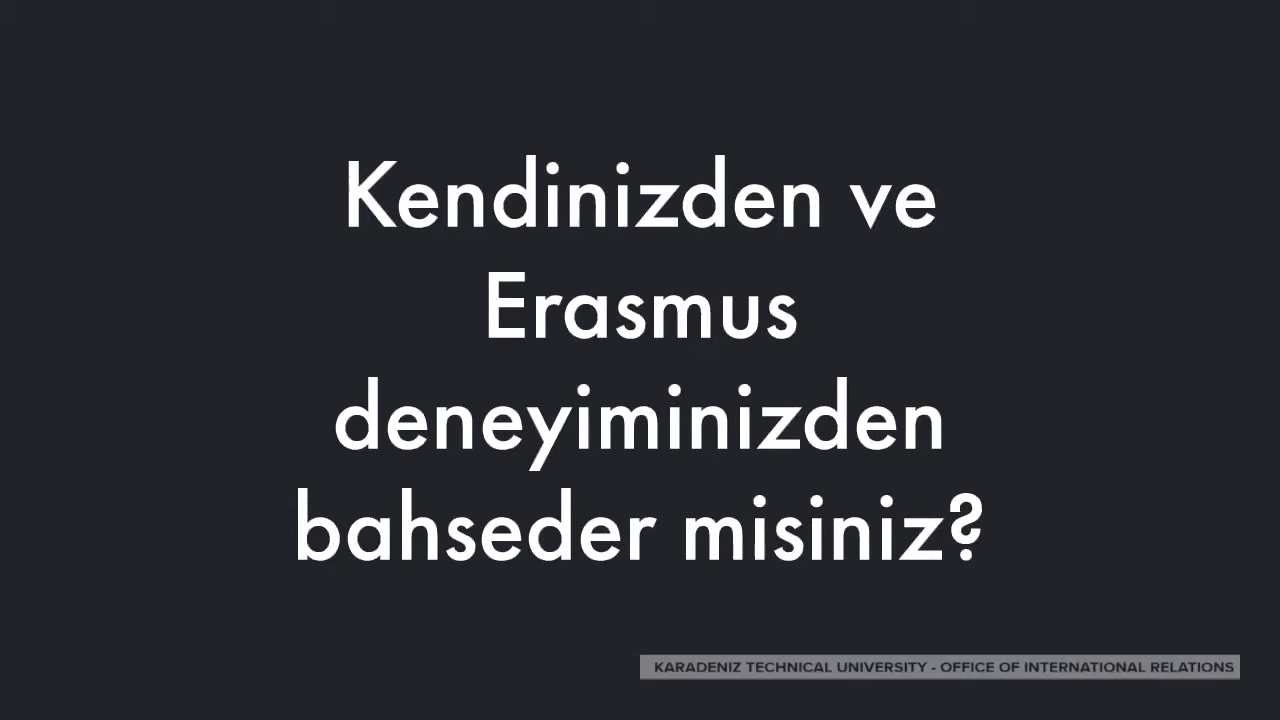 Kendinizden ve
Erasmus
deneyiminizden
bahseder misiniz?
KARADENIZ TECHNICAL UNIVERSITY - OFFICE OF INTERNATIONAL RELATIONS